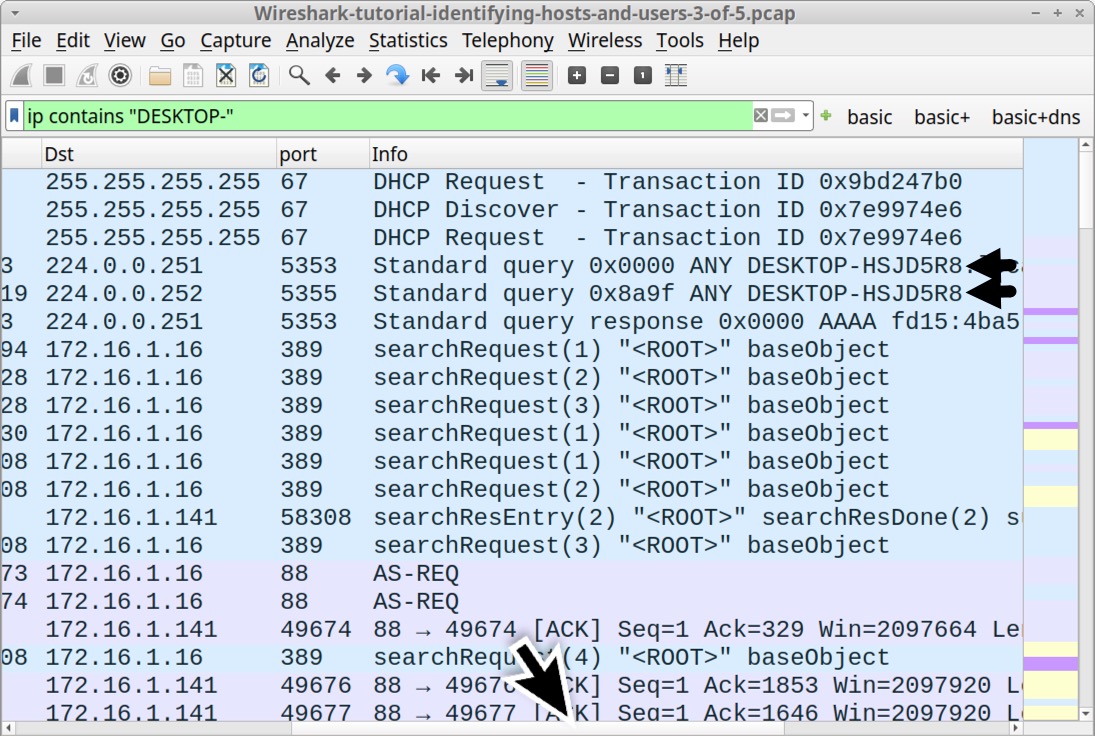 Wireshark-tutorial-identifying-hosts-and-users-3-of-5.pcap
File Edit View Go Capture Analyze Statistics Telephony Wireless Tools Help
ip contains "DESKTOP-" basic basic+ basic+dns
Dst port Info
255.255.255.255 67 DHCP Request - Transaction ID 0x9bd247b0
255.255.255.255 67 DHCP Discover - Transaction ID 0x7e9974e6
255.255.255.255 67 DHCP Request - Transaction ID 0x7e9974e6
3 224.0.0.251 5353 Standard query 0x0000 ANY DESKTOP-HSJD5R8
19 224.0.0.252 5355 Standard query 0x8a9f ANY DESKTOP-HSJD5R8
3 224.0.0.251 5353 Standard query response 0x0000 AAAA fd15:4ba5
94 172.16.1.16 389 searchRequest(1) "<ROOT>" baseObject
28 172.16.1.16 389 searchRequest(2) "<ROOT>" baseObject
28 172.16.1.16 389 searchRequest(3) "<ROOT>" baseObject
30 172.16.1.16 389 searchRequest(1) "<ROOT>" baseObject
08 172.16.1.16 389 searchRequest(1) "<ROOT>" baseObject
08 172.16.1.16 389 searchRequest(2) "<ROOT>" baseObject
172.16.1.141 58308 searchResEntry(2) "<ROOT>" searchResDone(2) s
08 172.16.1.16 389 searchRequest(3) "<ROOT>" baseObject
73 172.16.1.16 88 AS-REQ
74 172.16.1.16 88 AS-REQ
172.16.1.141 49674 88 → 49674 [ACK] Seq=1 Ack=329 Win=2097664 Le
08 172.16.1.16 389 (4) "<ROOT>" baseObject
172.16.1.141 49676 88 → Seq=1 Ack=1853 Win=2097920 L
172.16.1.141 49677 88 → 49677 Seq=1 Ack=1646 Win=2097920 L